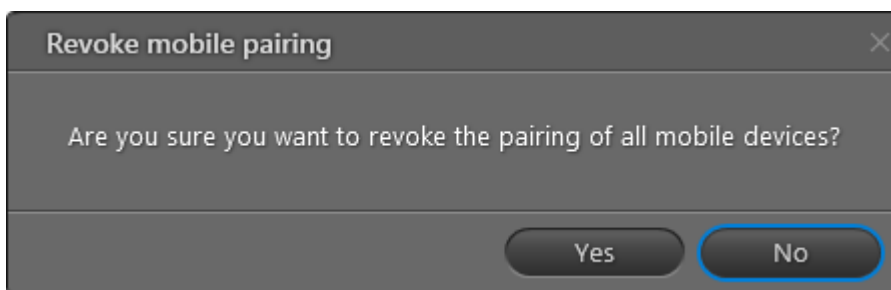 Revoke mobile pairing
Are you sure you want to revoke the pairing of all mobile devices?
Yes
No